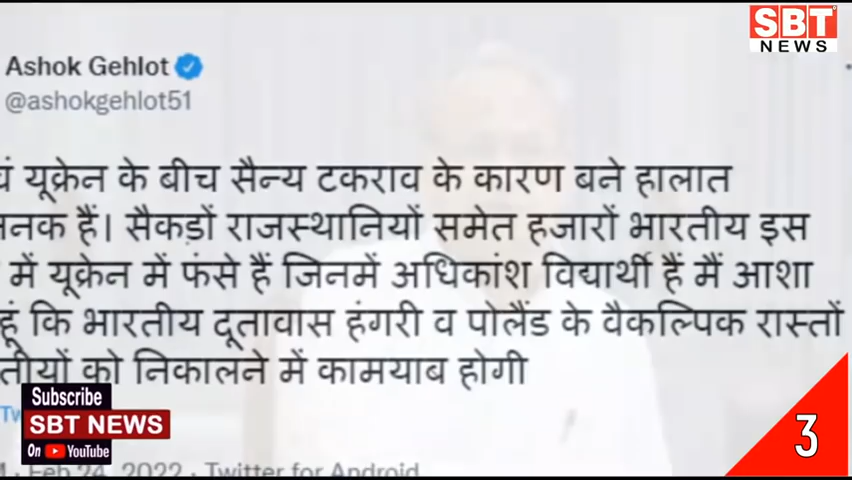 SBT
NEWS
Ashok Gehlot
@ashokgehlot51
यूक्रेन के बीच सैन्य टकराव के कारण बने हालात
हैं। सैकड़ों राजस्थानियों समेत हजारों भारतीय इस
में यूक्रेन में फंसे हैं जिनमें अधिकांश विद्यार्थी हैं मैं आशा
हूं कि भारतीय दूतावास हंगरी व पोलैंड के वैकल्पिक रास्तों
को निकालने में कामयाब होगी
Subscribe
SBT NEWS
On YouTube
Feb 24, 2022 · Twitter for Android
3